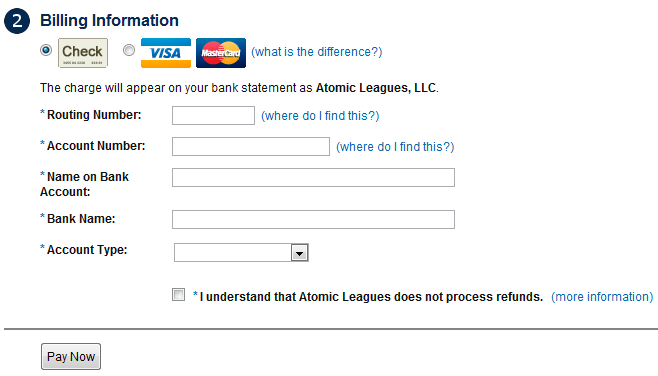 2 Billing Information
Check VISA MasterCard (what is the difference?)
The charge will appear on your bank statement as Atomic Leagues, LLC.
*Routing Number: (where do I find this?)
*Account Number: (where do I find this?)
*Name on Bank
Account:
*Bank Name:
*Account Type:
*I understand that Atomic Leagues does not process refunds. (more information)
Pay Now